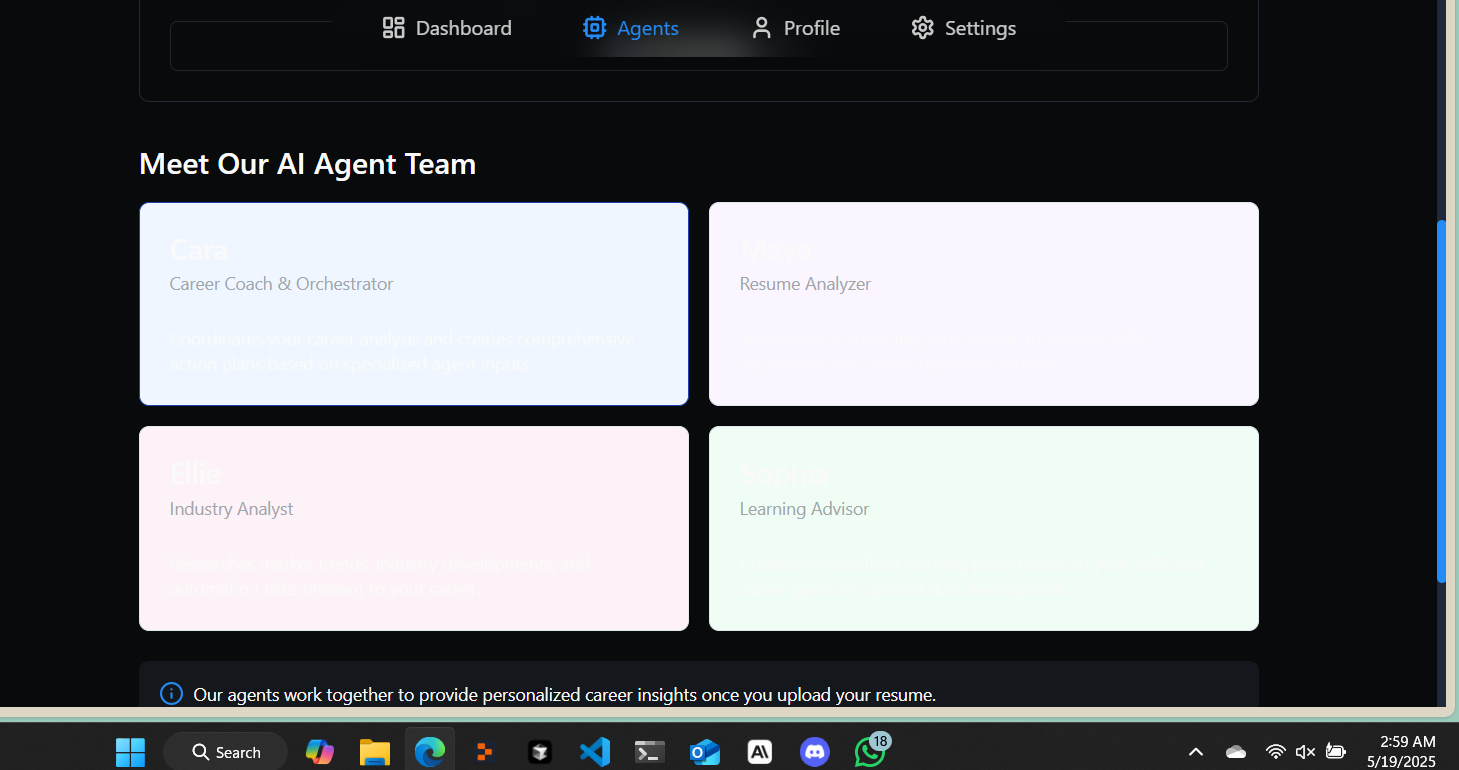 Dashboard
Agents
Profile
Settings
Meet Our AI Agent Team
Cara
Career Coach & Orchestrator
Coordinates your career analysis and creates comprehensive
action plans based on specialized agent inputs.
Maya
Resume Analyzer
Ellie
Industry Analyst
Researches market trends, industry developments, and
automation risks relevant to your career.
Sophia
Learning Advisor
Our agents work together to provide personalized career insights once you upload your resume.
Search
18
2:59 AM
5/19/2025